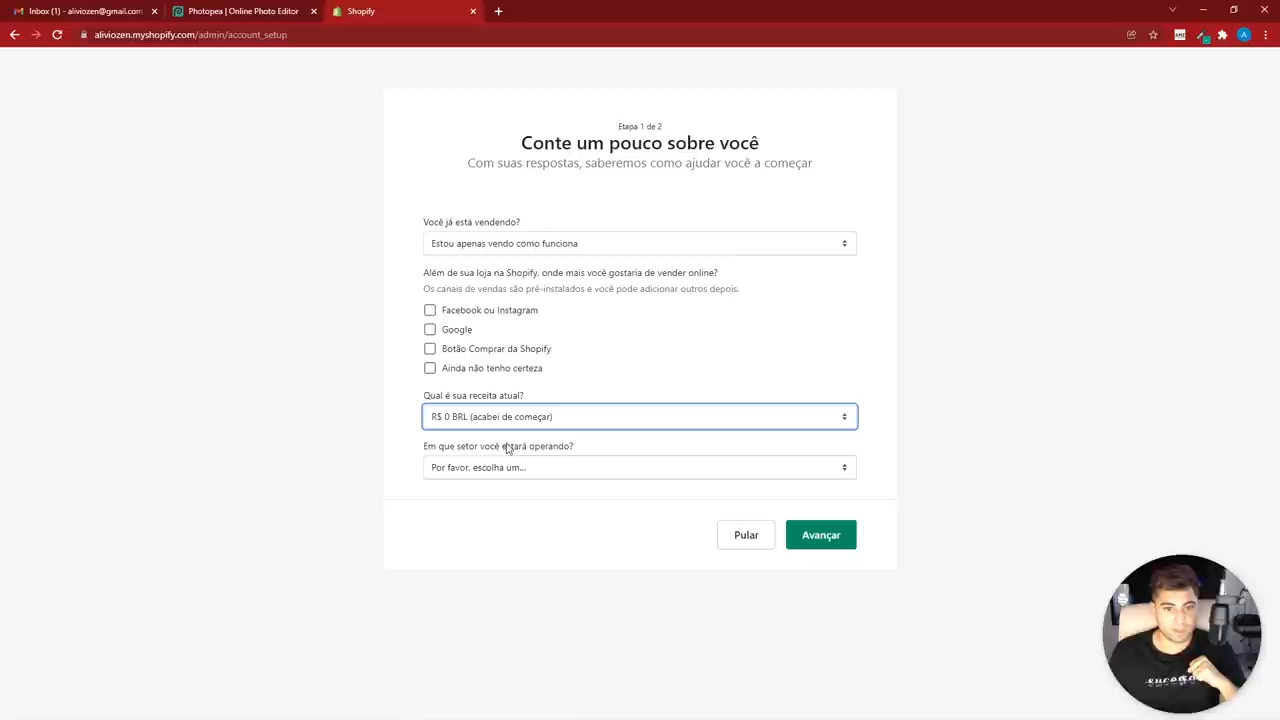 Inbox (1) - aliviozen@gmail.com
Photopea | Online Photo Editor
Shopify
aliviozen.myshopify.com/admin/account_setup
Etapa 1 de 2
Conte um pouco sobre você
Com suas respostas, saberemos como ajudar você a começar
Você já está vendendo?
Estou apenas vendo como funciona
Além de sua loja na Shopify, onde mais você gostaria de vender online?
Os canais de vendas são pré-instalados e você pode adicionar outros depois.
Facebook ou Instagram
Google
Botão Comprar da Shopify
Ainda não tenho certeza
Qual é sua receita atual?
R$ 0 BRL (acabei de começar)
Em que setor você estará operando?
Por favor, escolha um...
Pular
Avançar
A